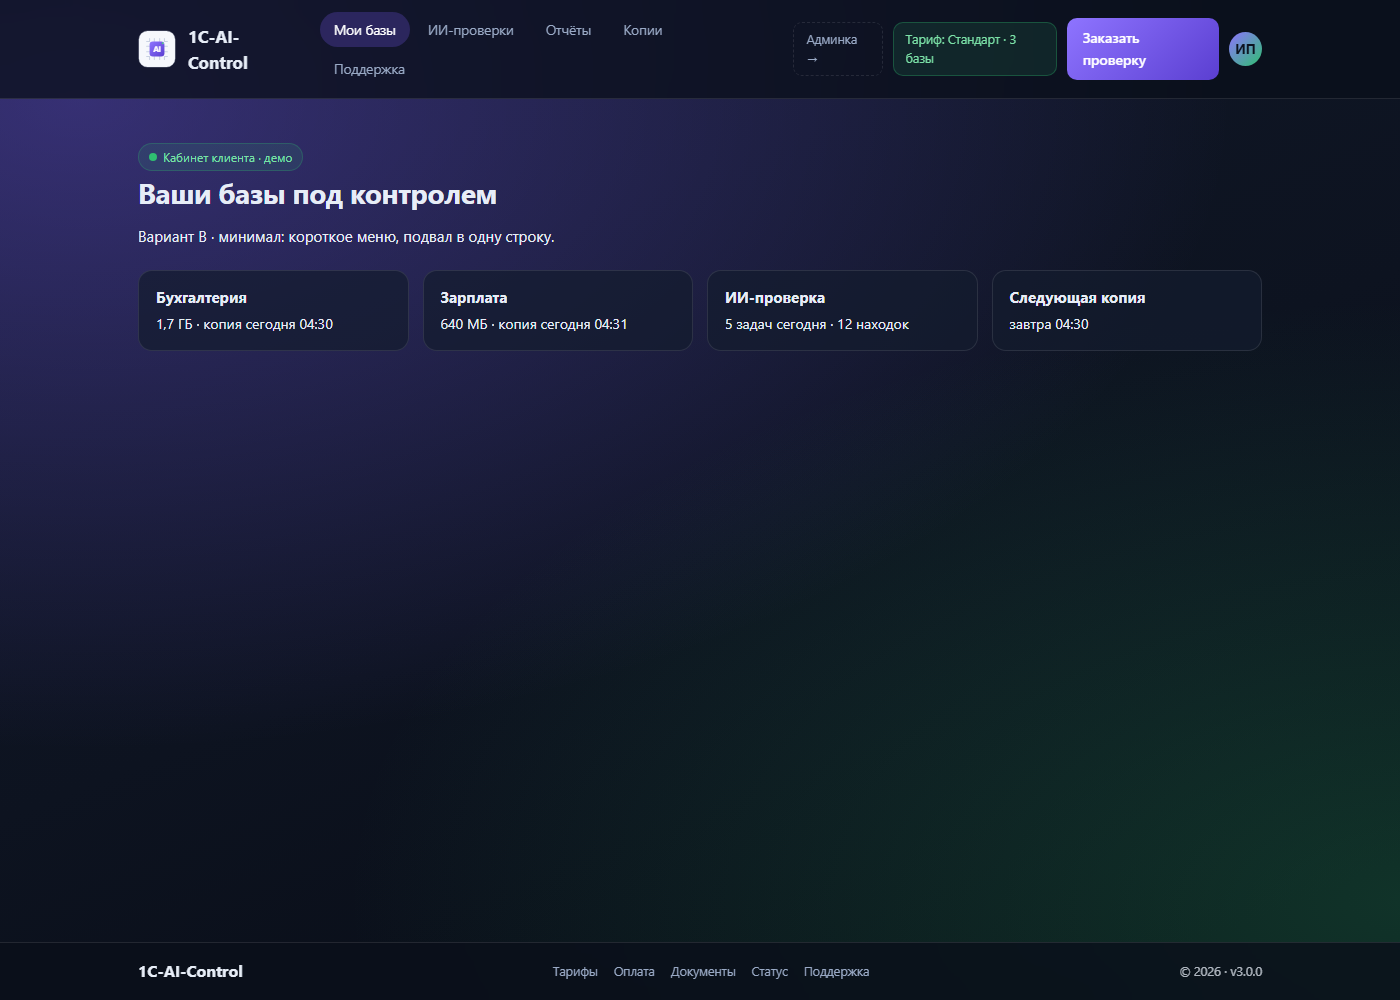 AI
1C-AI-
Control
Мои базы
ИИ-проверки
Отчёты
Копии
Поддержка
Админка
→
Тариф: Стандарт · 3
базы
Заказать
проверку
ИП
Кабинет клиента · демо
Ваши базы под контролем
Вариант B · минимал: короткое меню, подвал в одну строку.
Бухгалтерия
1,7 ГБ · копия сегодня 04:30
Зарплата
640 МБ · копия сегодня 04:31
ИИ-проверка
5 задач сегодня · 12 находок
Следующая копия
завтра 04:30
1C-AI-Control
Тарифы
Оплата
Документы
Статус
Поддержка
© 2026 · v3.0.0